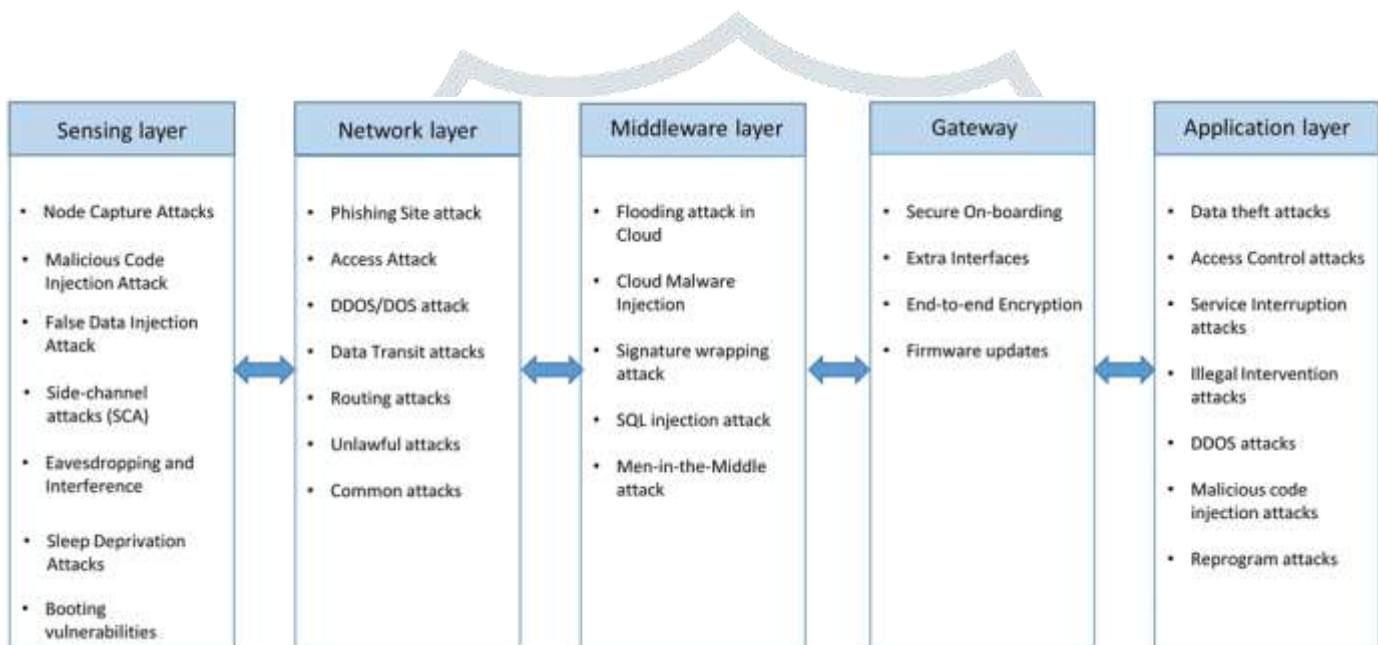 Sensing layer
• Node Capture Attacks
• Malicious Code
Injection Attack
• False Data Injection
Attack
• Side-channel
attacks (SCA)
• Eavesdropping and
Interference
• Sleep Deprivation
Attacks
• Booting
vulnerabilities
Network layer
• Phishing Site attack
• Access Attack
• DDOS/DOS attack
• Data Transit attacks
• Routing attacks
• Unlawful attacks
• Common attacks
Middleware layer
• Flooding attack in
Cloud
• Cloud Malware
Injection
• Signature wrapping
attack
• SQL injection attack
• Men-in-the-Middle
attack
Gateway
• Secure On-boarding
• Extra Interfaces
• End-to-end Encryption
• Firmware updates
Application layer
• Data theft attacks
• Access Control attacks
• Service Interruption
attacks
• Illegal Intervention
attacks
• DDOS attacks
• Malicious code
injection attacks
• Reprogram attacks